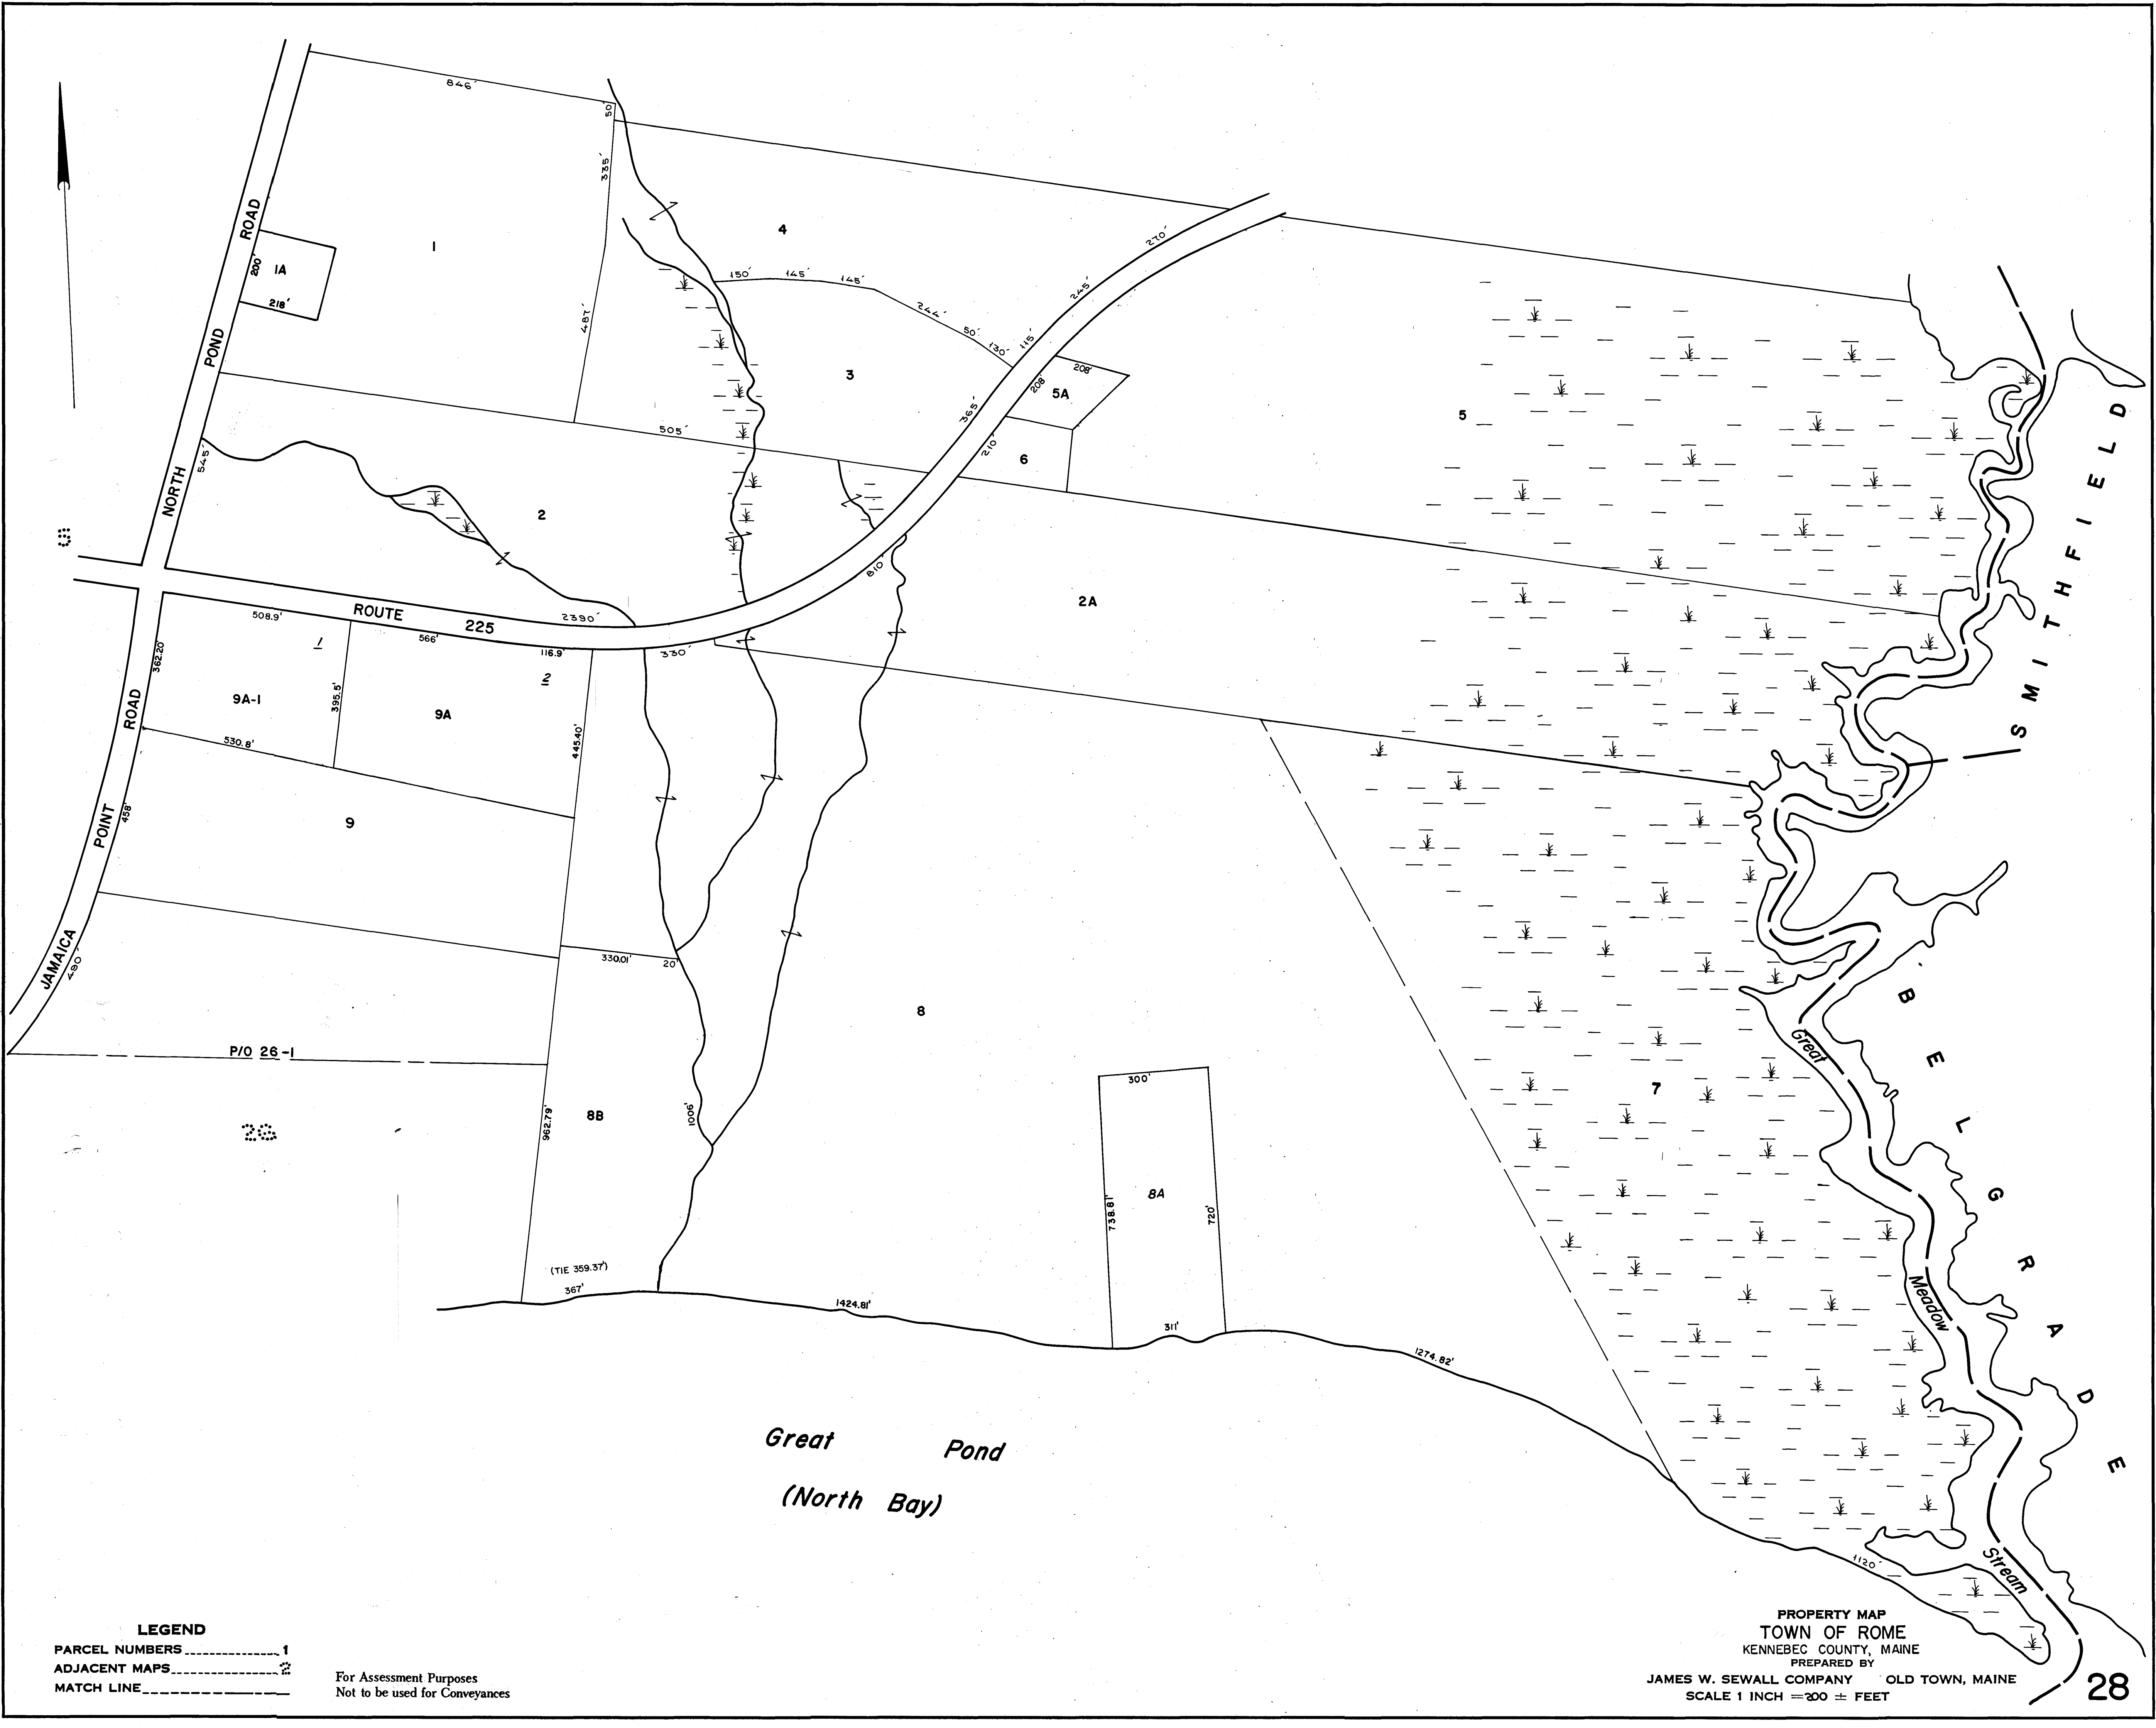 846'
50'
335'
487'
NORTH POND ROAD
1
1A
200'
218'
4
150'
145'
145'
244'
50'
130'
115'
245'
270'
3
365'
208'
208'
5A
210'
6
5
505'
545'
2
2A
810'
5
ROUTE 225
2390'
508.9'
566'
116.9'
330'
1
2
362.20'
9A-1
395.5'
9A
445.40'
530.8'
JAMAICA POINT ROAD
458'
9
490'
330.01'
20'
8
P/O 26-1
26
962.79'
8B
1006'
300'
8A
738.81'
720'
7
(TIE 359.37')
367'
1424.81'
311'
1274.82'
1120'
SMITHFIELD
BELGRADE
Great Meadow Stream
Great Pond
(North Bay)
LEGEND
PARCEL NUMBERS 1
ADJACENT MAPS 2
MATCH LINE
For Assessment Purposes
Not to be used for Conveyances
PROPERTY MAP
TOWN OF ROME
KENNEBEC COUNTY, MAINE
PREPARED BY
JAMES W. SEWALL COMPANY OLD TOWN, MAINE
SCALE 1 INCH = 200 ± FEET
28